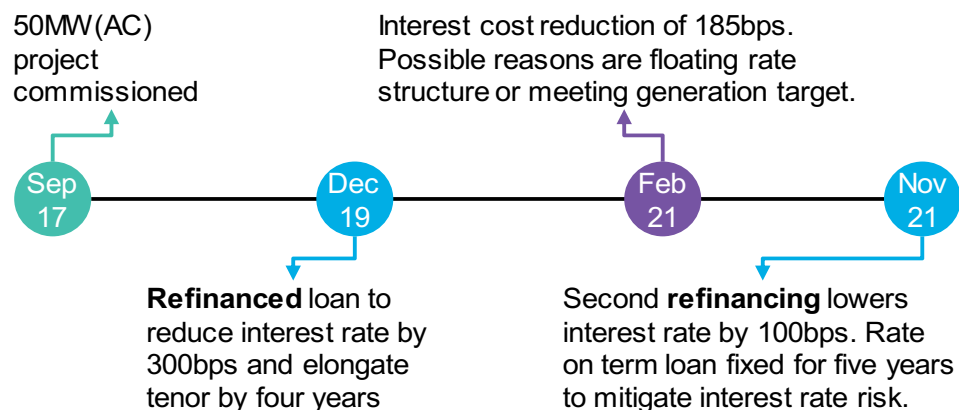 50MW(AC)
project
commissioned
Interest cost reduction of 185bps.
Possible reasons are floating rate
structure or meeting generation target.
Sep
17
Dec
19
Feb
21
Nov
21
Refinanced loan to
reduce interest rate by
300bps and elongate
tenor by four years
Second refinancing lowers
interest rate by 100bps. Rate
on term loan fixed for five years
to mitigate interest rate risk.